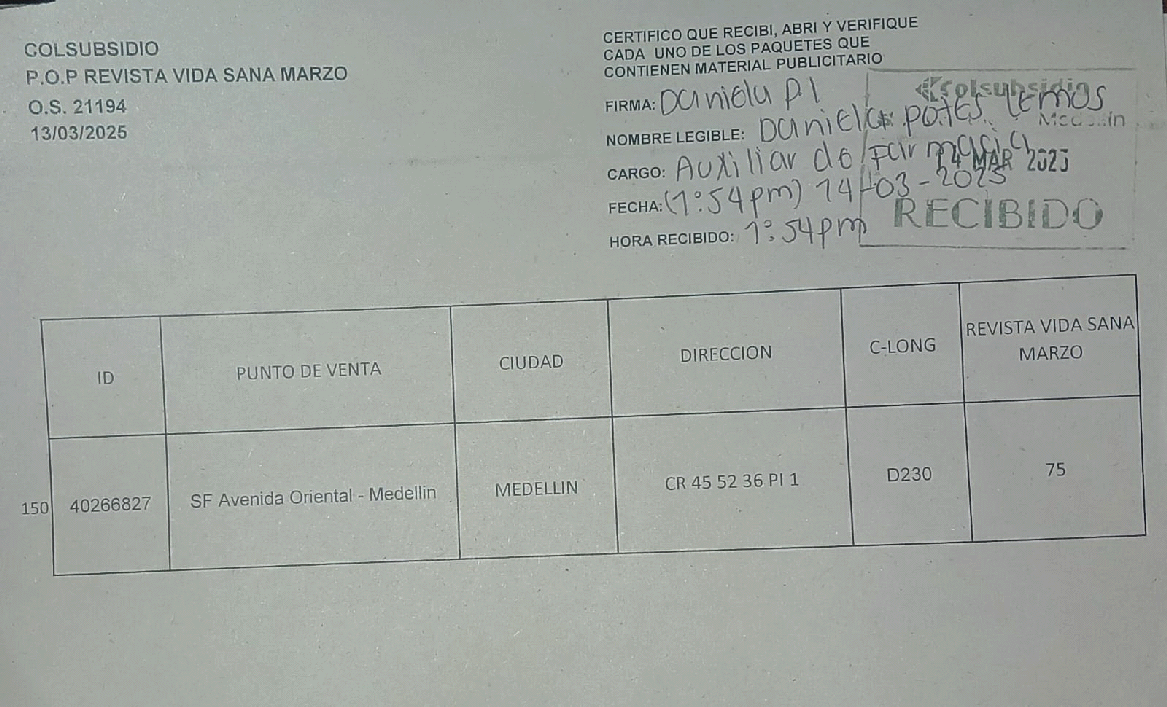 COLSUBSIDIO
P.O.P REVISTA VIDA SANA MARZO
O.S. 21194
13/03/2025
CERTIFICO QUE RECIBI, ABRI Y VERIFIQUE
CADA UNO DE LOS PAQUETES QUE
CONTIENEN MATERIAL PUBLICITARIO
FIRMA: Daniela Pl
NOMBRE LEGIBLE: Daniela potes lemos
CARGO: Auxiliar de Farmacia
FECHA: (1:54pm) 14-03-2025
HORA RECIBIDO: 1:54pm
Colsubsidio
Medellin
14 MAR 2025
RECIBIDO
ID PUNTO DE VENTA CIUDAD DIRECCION C-LONG REVISTA VIDA SANA
MARZO
150 40266827 SF Avenida Oriental - Medellin MEDELLIN CR 45 52 36 PI 1 D230 75